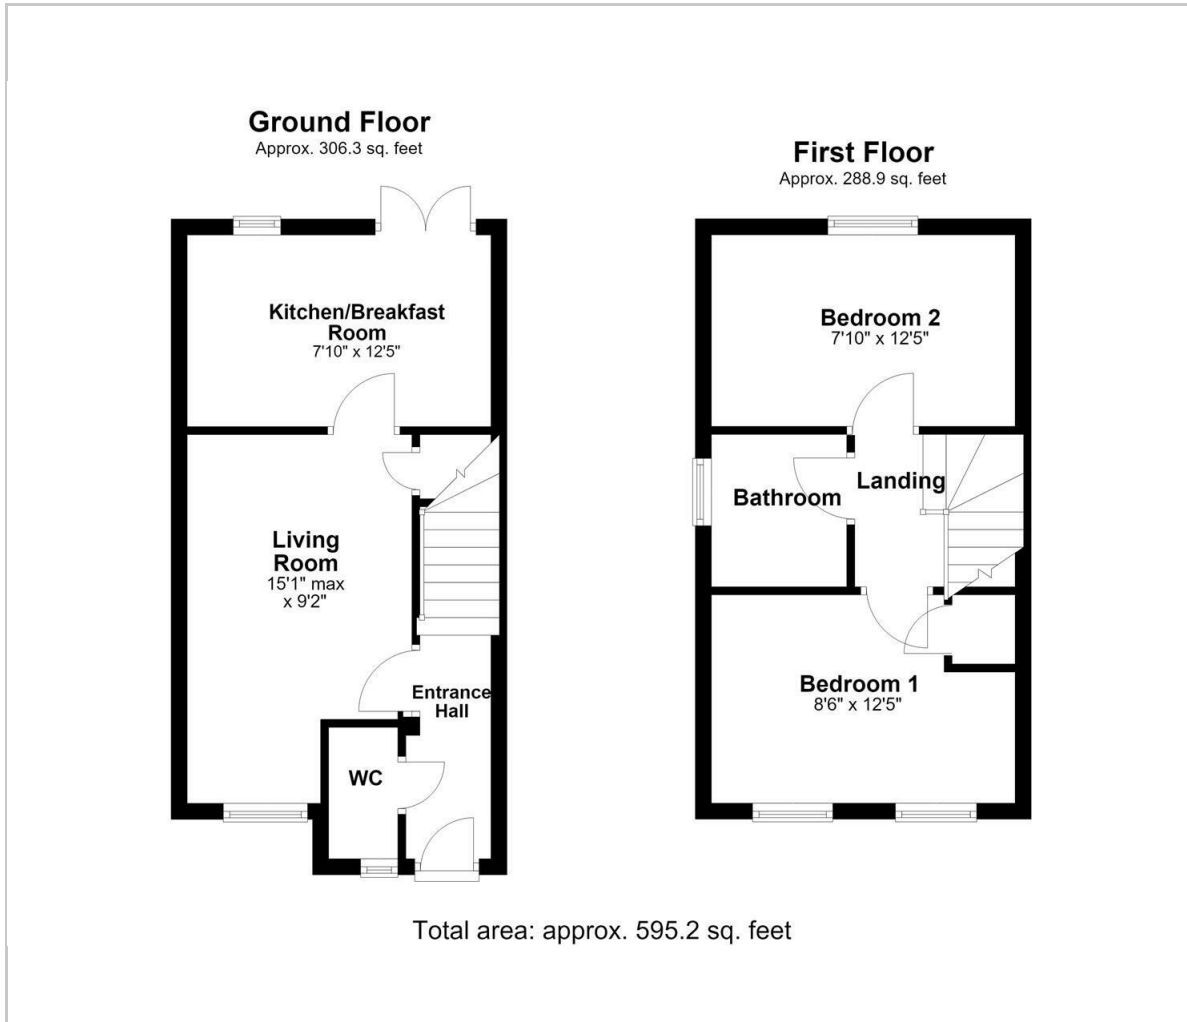 Ground Floor
Approx. 306.3 sq. feet
Kitchen/Breakfast
Room
7'10" x 12'5"
Living
Room
15'1" max
x 9'2"
Entrance
Hall
WC
First Floor
Approx. 288.9 sq. feet
Bedroom 2
7'10" x 12'5"
Landing
Bathroom
Bedroom 1
8'6" x 12'5"
Total area: approx. 595.2 sq. feet